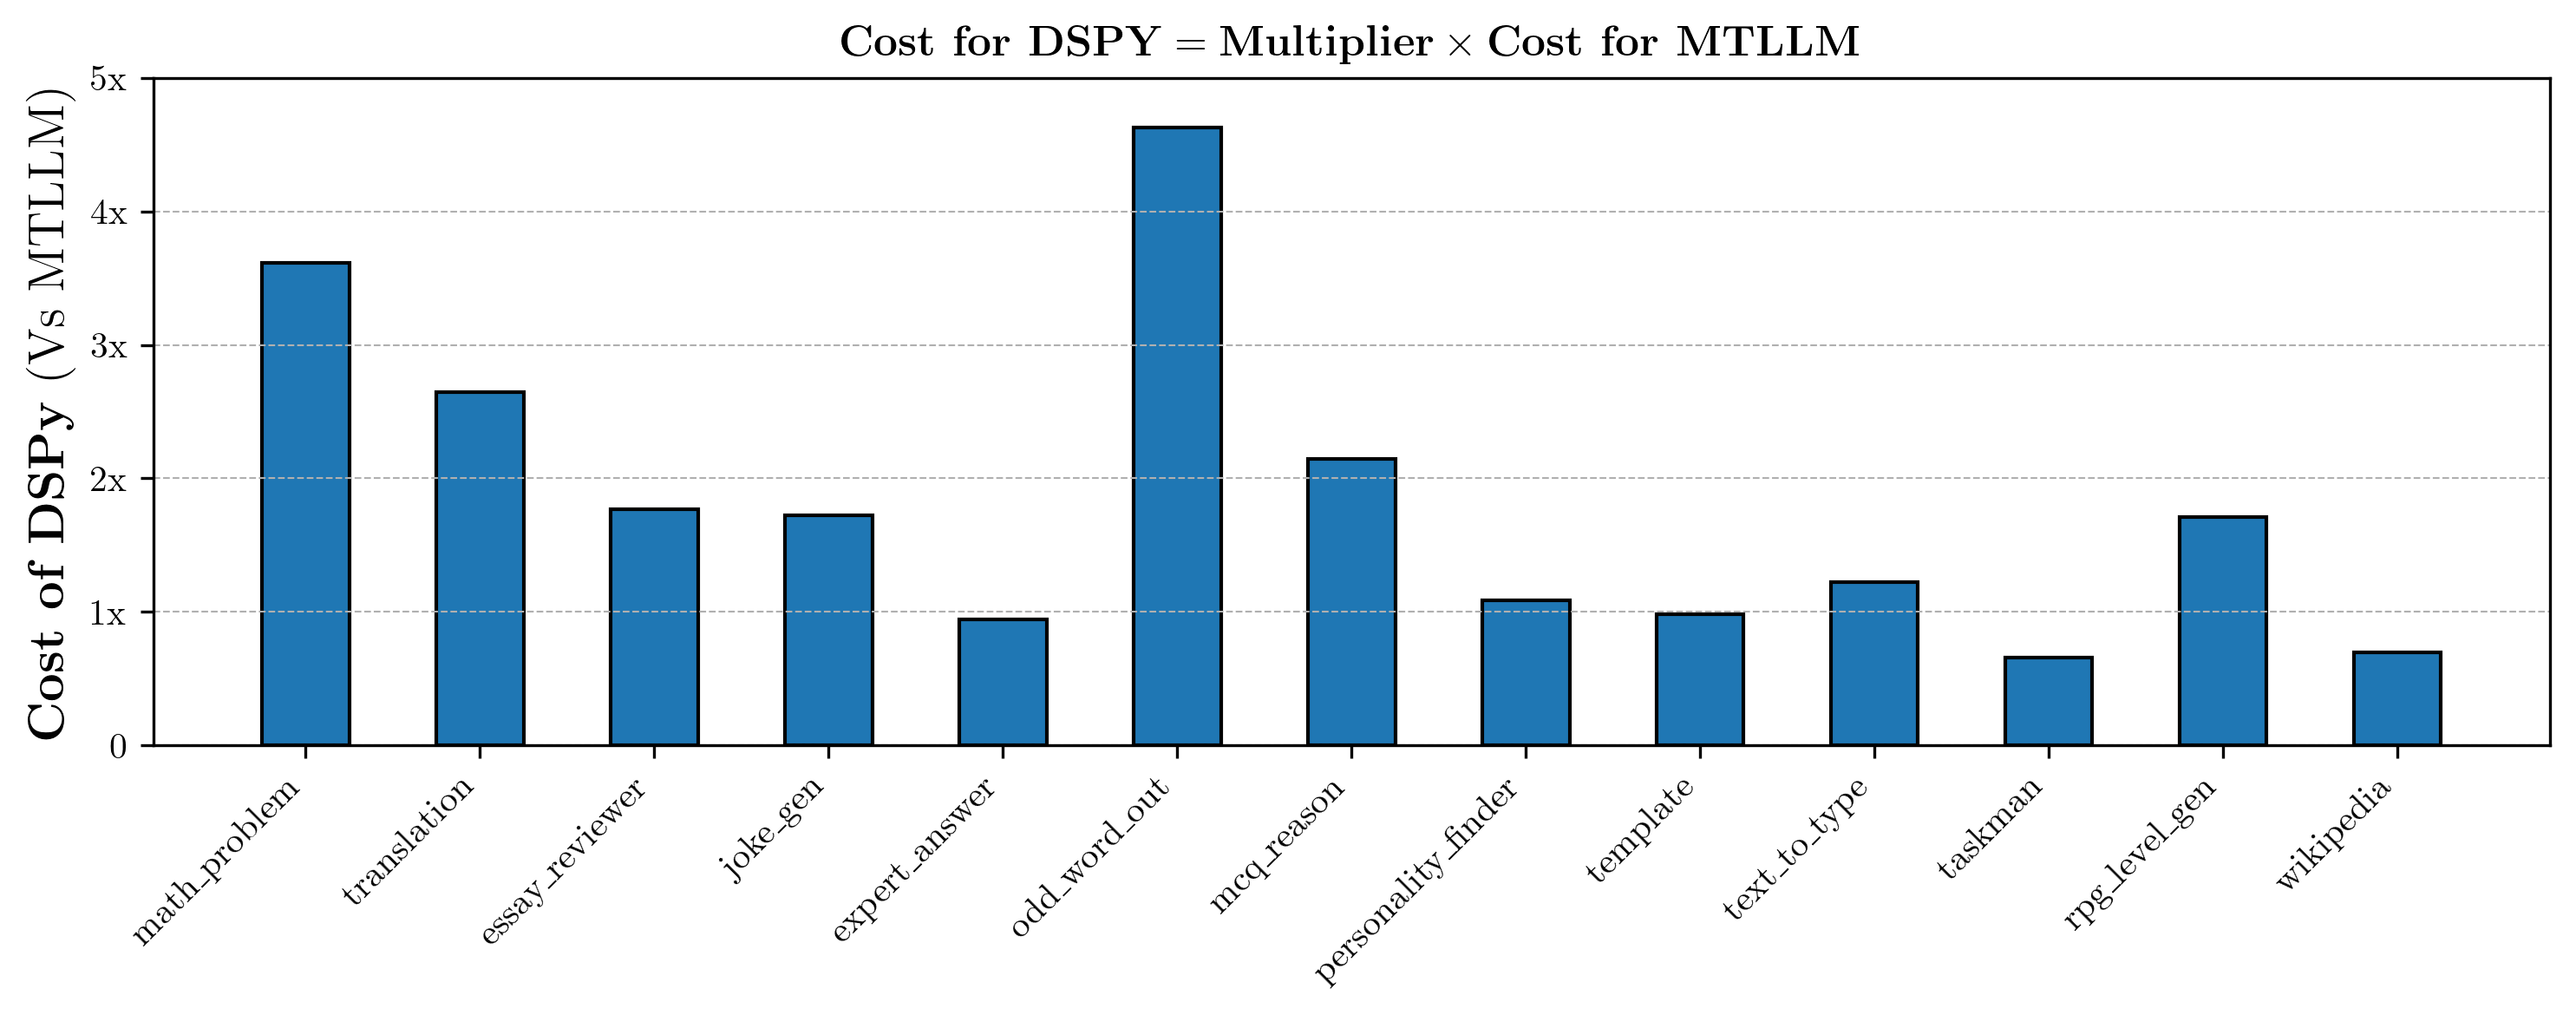 Cost for DSPY = Multiplier × Cost for MTLLM
Cost of DSPy (Vs MTLLM)
5x
4x
3x
2x
1x
0
math_problem
translation
essay_reviewer
joke_gen
expert_answer
odd_word_out
mcq_reason
personality_finder
template
text_to_type
taskman
rpg_level_gen
wikipedia